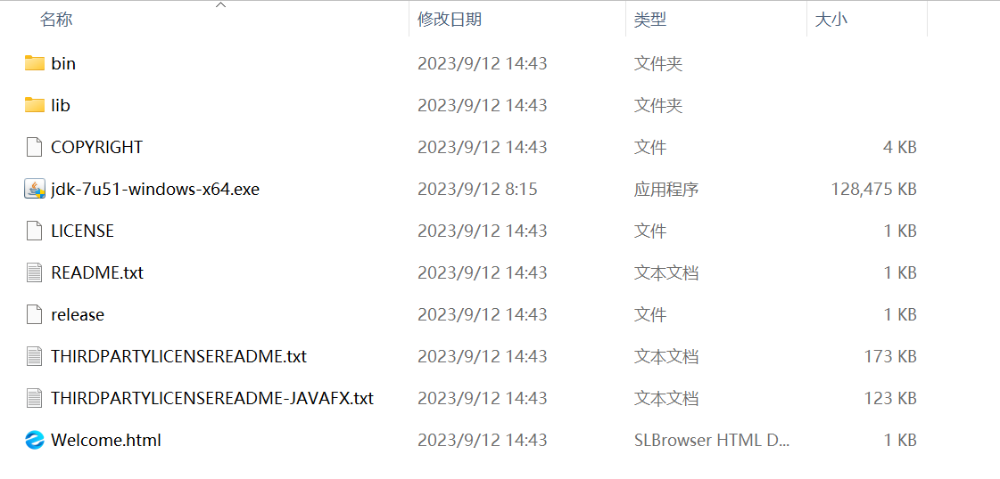 名称 修改日期 类型 大小
bin 2023/9/12 14:43 文件夹
lib 2023/9/12 14:43 文件夹
COPYRIGHT 2023/9/12 14:43 文件 4 KB
jdk-7u51-windows-x64.exe 2023/9/12 8:15 应用程序 128,475 KB
LICENSE 2023/9/12 14:43 文件 1 KB
README.txt 2023/9/12 14:43 文本文档 1 KB
release 2023/9/12 14:43 文件 1 KB
THIRDPARTYLICENSEREADME.txt 2023/9/12 14:43 文本文档 173 KB
THIRDPARTYLICENSEREADME-JAVAFX.txt 2023/9/12 14:43 文本文档 123 KB
Welcome.html 2023/9/12 14:43 SLBrowser HTML D... 1 KB